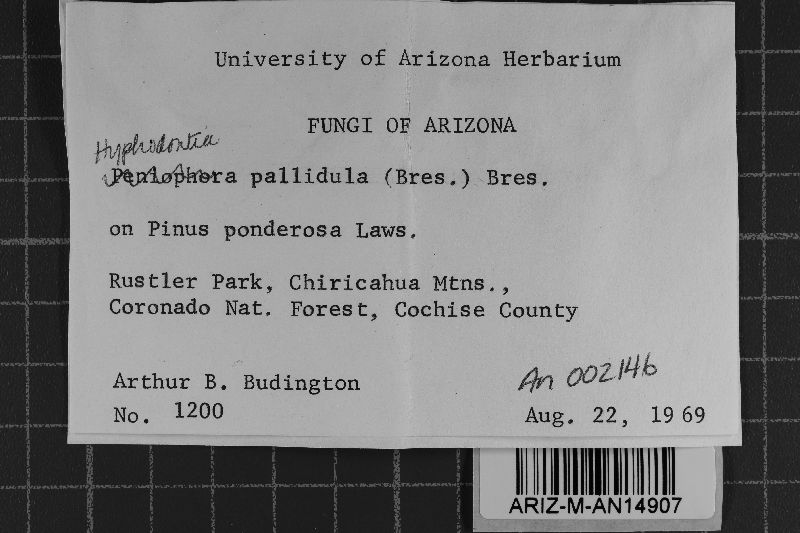 University of Arizona Herbarium
FUNGI OF ARIZONA
Hyphodontia
Peniophora pallidula (Bres.) Bres.
on Pinus ponderosa Laws.
Rustler Park, Chiricahua Mtns.,
Coronado Nat. Forest, Cochise County
Arthur B. Budington
No. 1200
An 002146
Aug. 22, 1969
ARIZ-M-AN14907